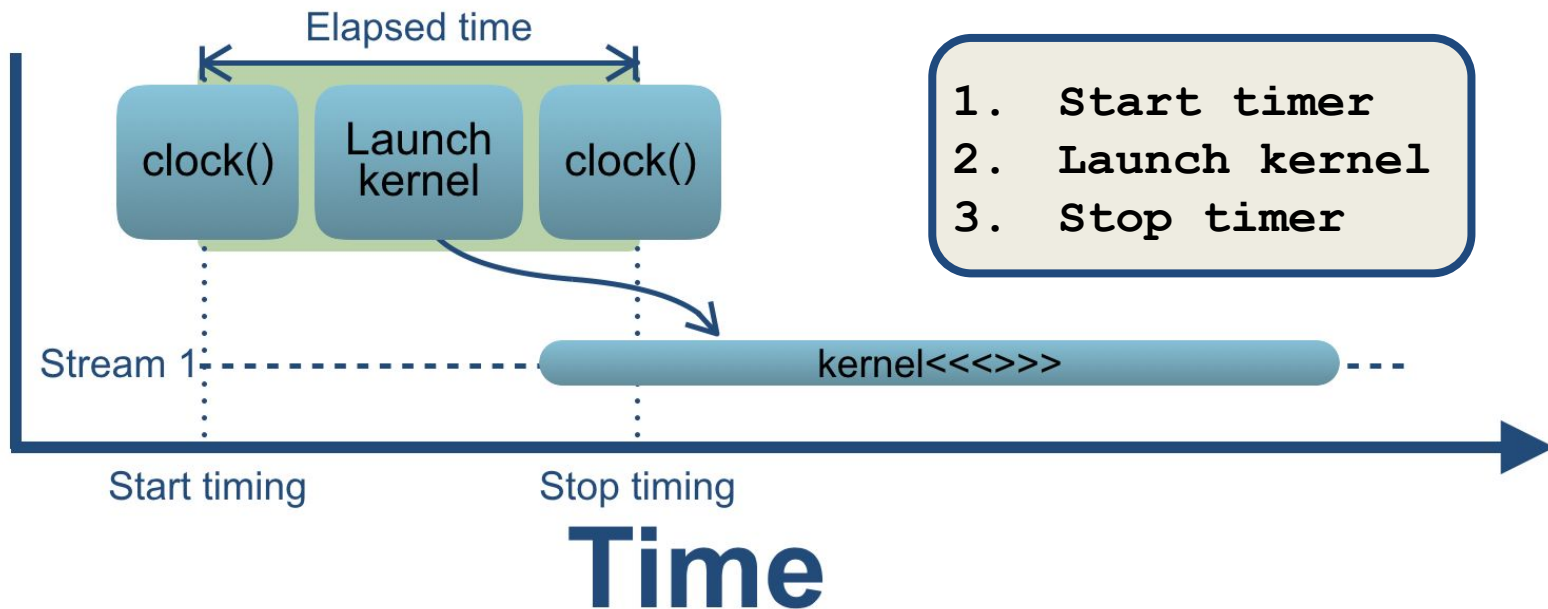 Elapsed time
clock()
Launch
kernel
clock()
1. Start timer
2. Launch kernel
3. Stop timer
Stream 1
kernel<<<>>>
Start timing
Stop timing
Time